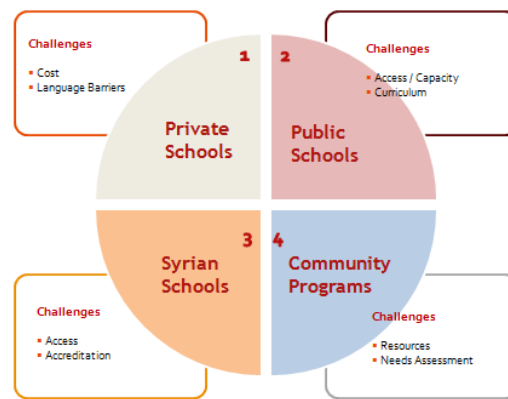 Challenges
▪ Cost
▪ Language Barriers
1
Private
Schools
2
Public
Schools
Challenges
▪ Access / Capacity
▪ Curriculum
3
Syrian
Schools
Challenges
▪ Access
▪ Accreditation
4
Community
Programs
Challenges
▪ Resources
▪ Needs Assessment